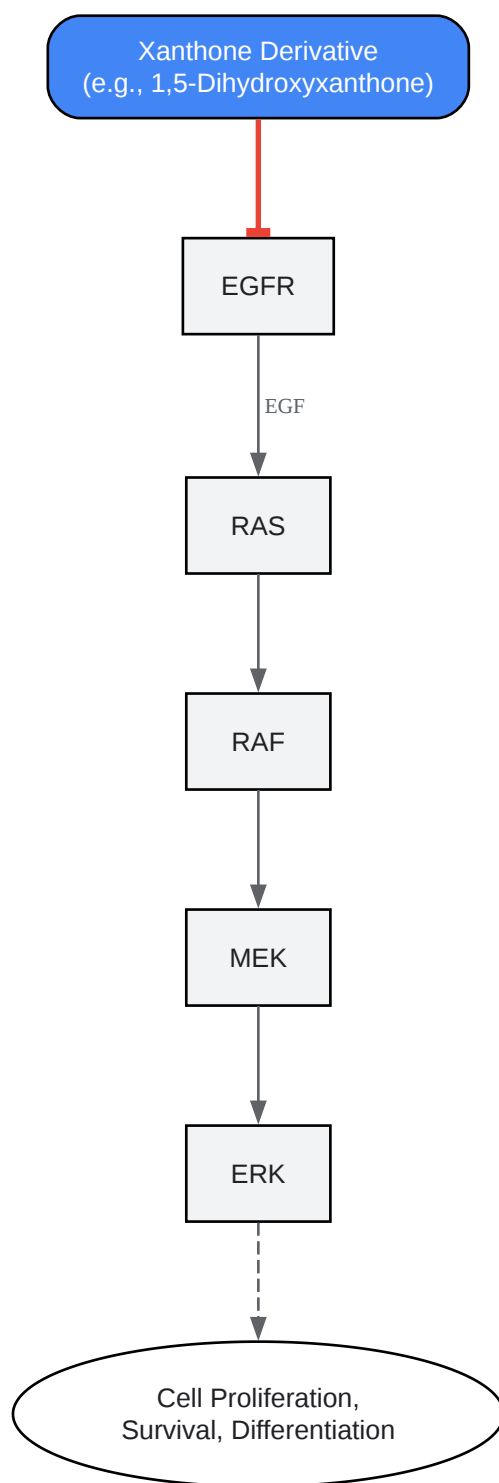 Xanthone Derivative
(e.g., 1,5-Dihydroxyxanthone)
EGFR
EGF
RAS
RAF
MEK
ERK
Cell Proliferation,
Survival, Differentiation